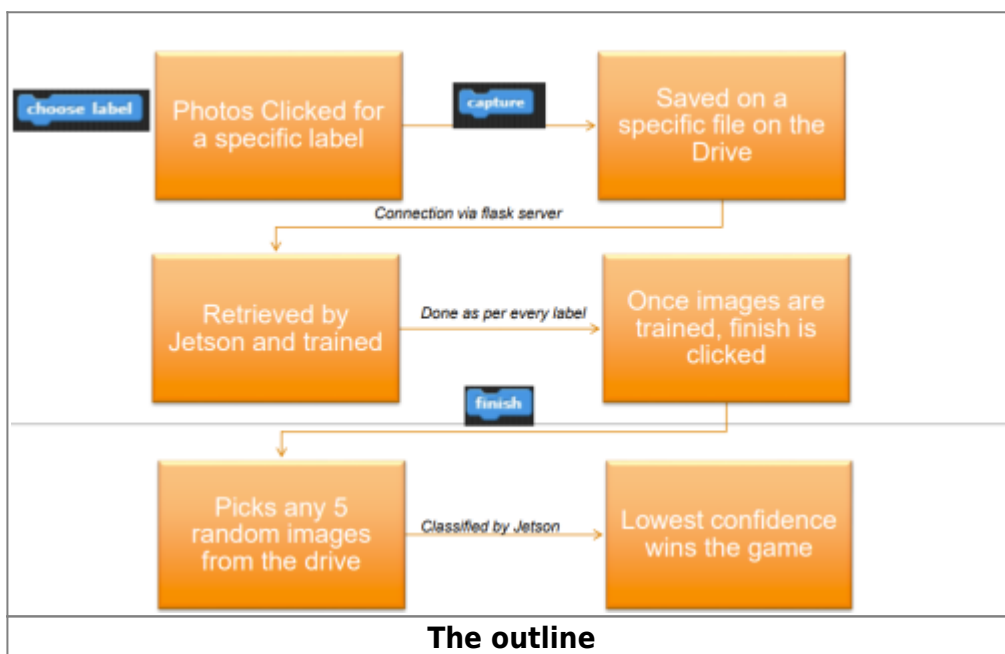 choose label
Photos Clicked for
a specific label
capture
Saved on a
specific file on the
Drive
Connection via flask server
Retrieved by
Jetson and trained
Done as per every label
Once images are
trained, finish is
clicked
finish
Picks any 5
random images
from the drive
Classified by Jetson
Lowest confidence
wins the game
The outline